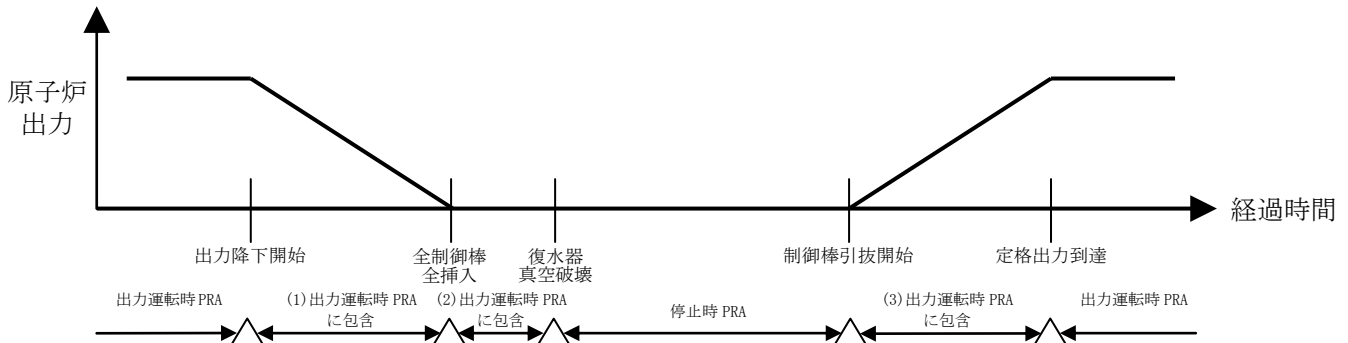 原子炉
出力
経過時間
出力降下開始
全制御棒
全挿入
復水器
真空破壊
制御棒引抜開始
定格出力到達
出力運転時 PRA
(1)出力運転時 PRA
に包含
(2)出力運転時 PRA
に包含
停止時 PRA
(3)出力運転時 PRA
に包含
出力運転時 PRA